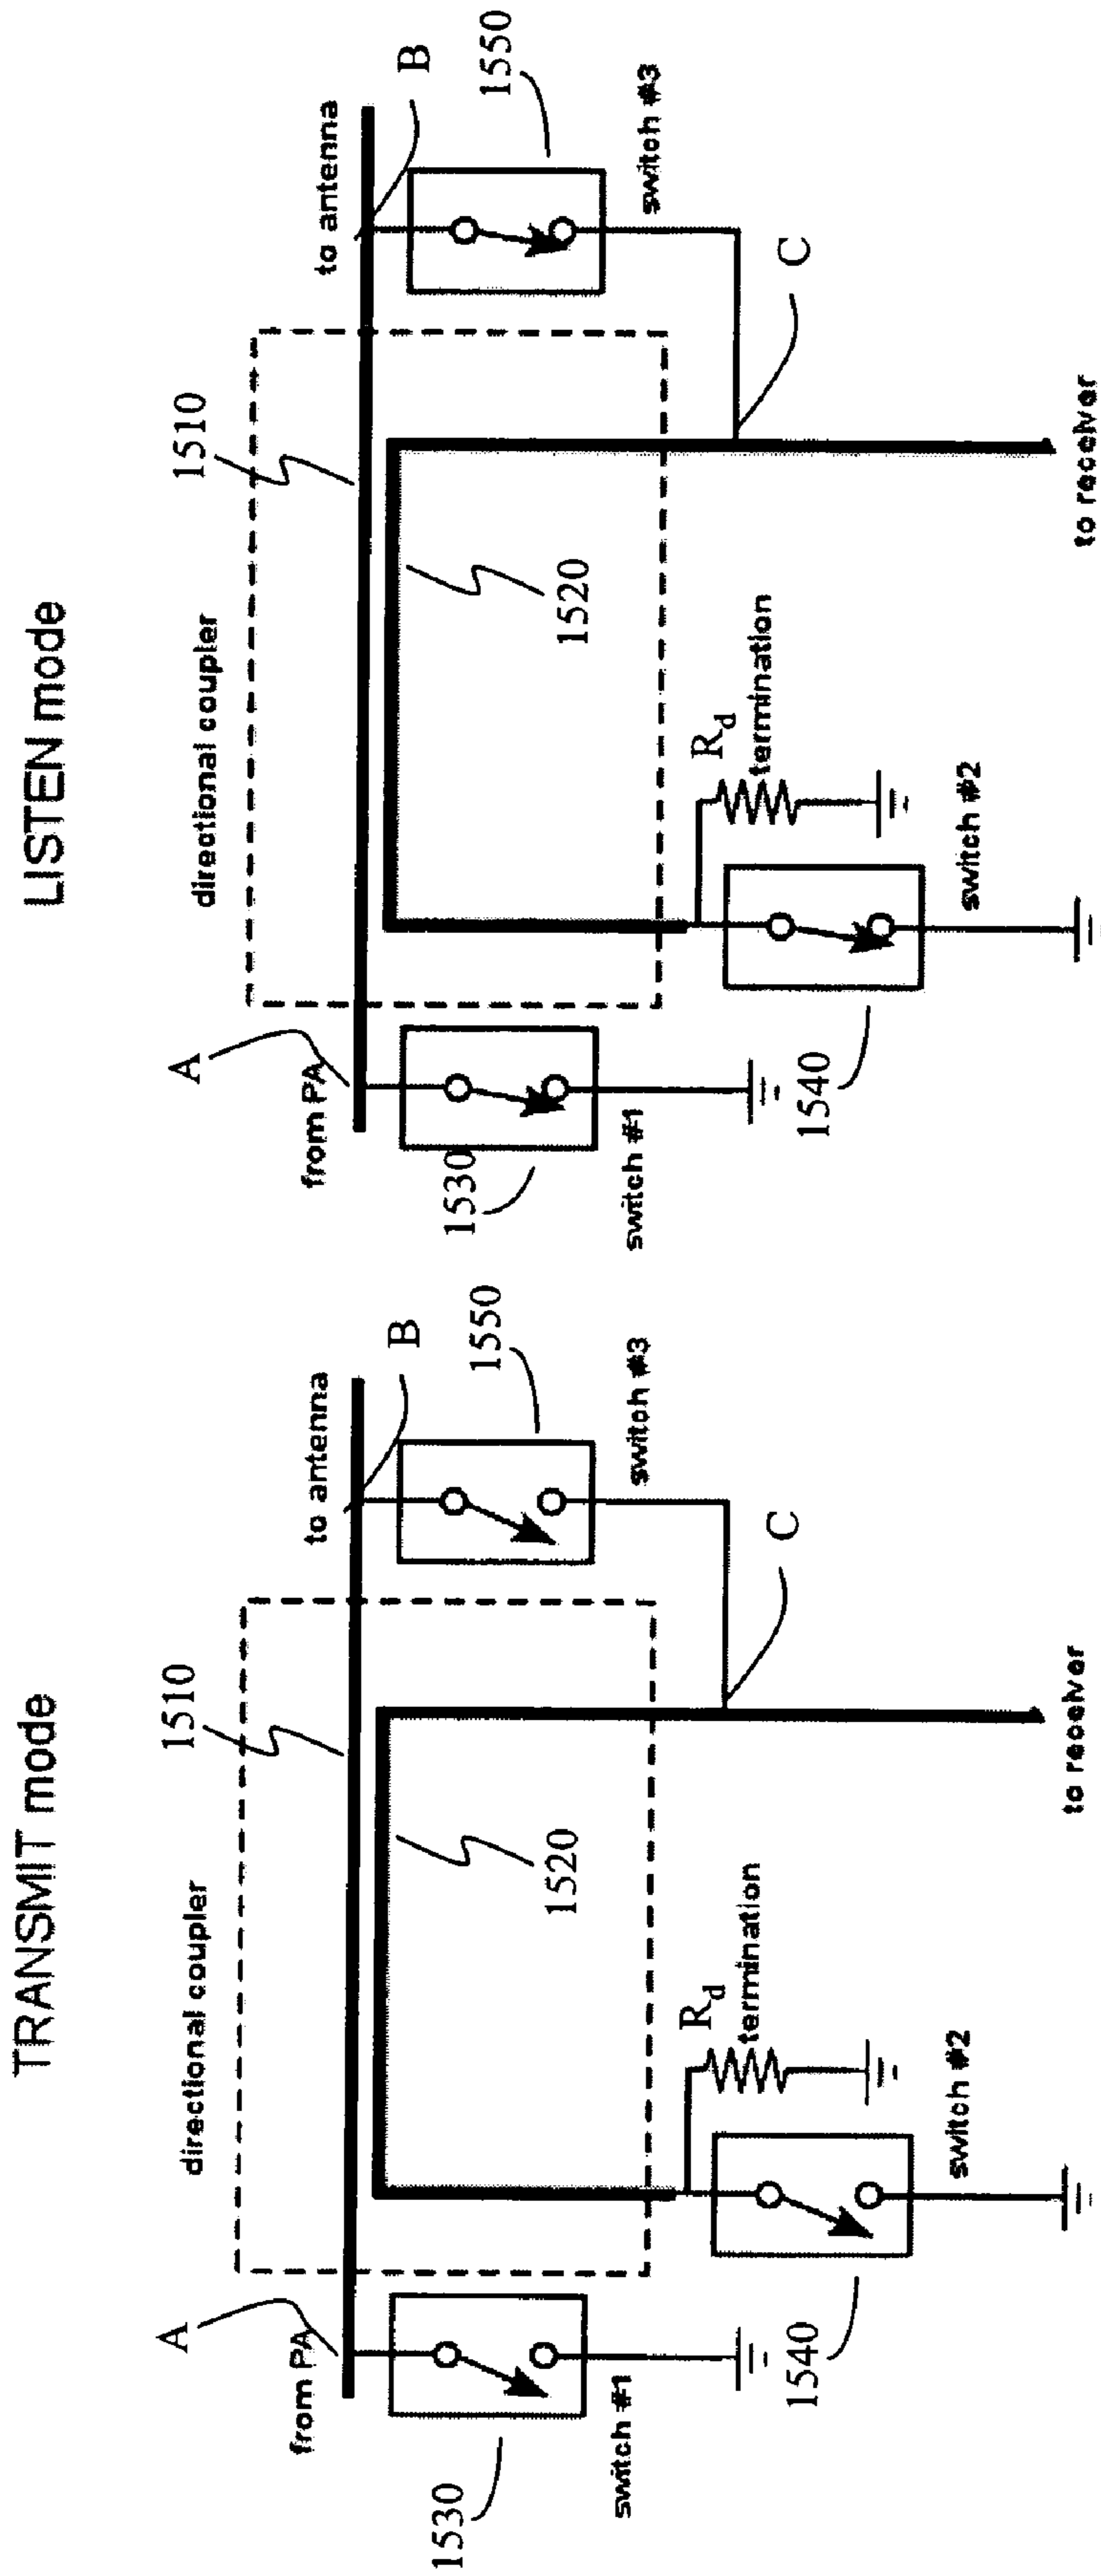 TRANSMIT mode
directional coupler
1510
A
from PA
to antenna
B
1530
switch #1
1520
1550
switch #3
R_d
termination
C
1540
switch #2
to receiver
LISTEN mode
directional coupler
1510
A
from PA
to antenna
B
1530
switch #1
1520
1550
switch #3
R_d
termination
C
1540
switch #2
to receiver